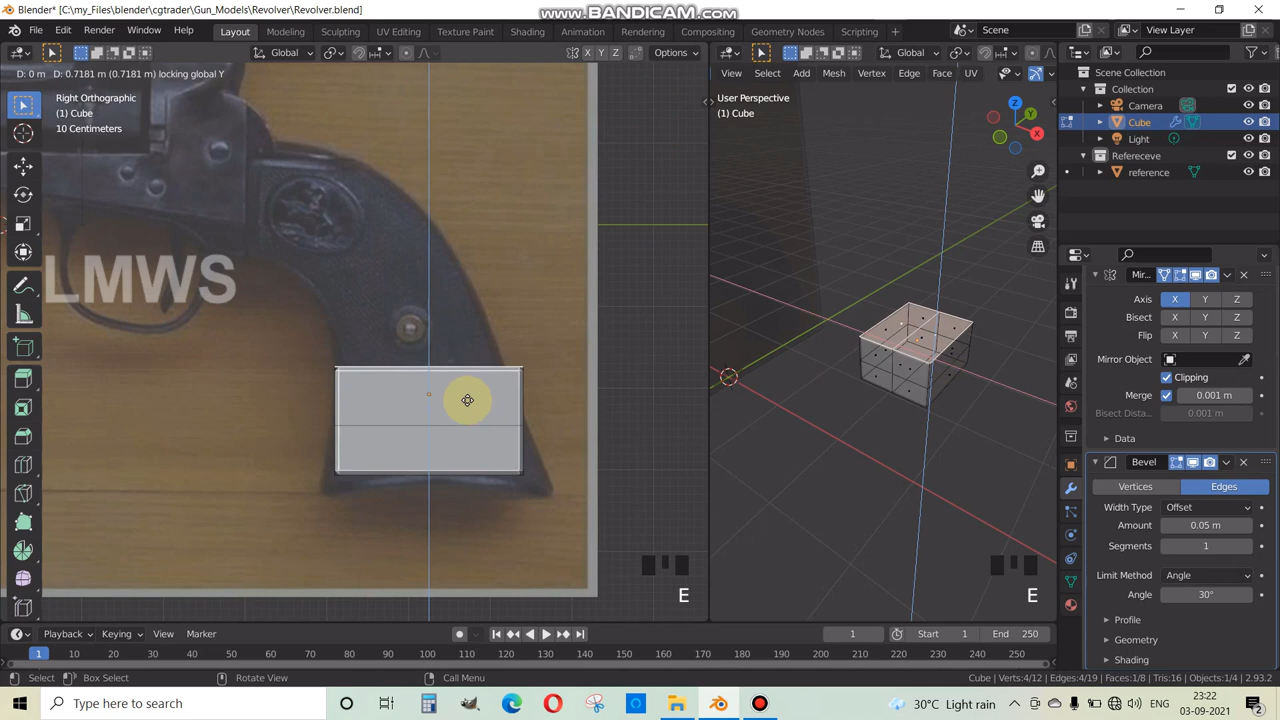 Blender* [C:\my_Files\blender\cgtrader\Gun_Models\Revolver\Revolver.blend]
www.BANDICAM.com
File Edit Render Window Help Layout Modeling Sculpting UV Editing Texture Paint Shading Animation Rendering Compositing Geometry Nodes Scripting + Scene View Layer
Global X Y Z Options Global
D: 0 m D: 0.7181 m (0.7181 m) locking global Y
View Select Add Mesh Vertex Edge Face UV
Scene Collection
Collection
Camera
Cube
Light
Refereceve
reference
Right Orthographic
(1) Cube
10 Centimeters
User Perspective
(1) Cube
Z
Y
X
LMWS
Mir...
Axis X Y Z
Bisect X Y Z
Flip X Y Z
Mirror Object
Clipping
Merge 0.001 m
Bisect Dista... 0.001 m
Data
Bevel
Vertices Edges
Width Type Offset
Amount 0.05 m
Segments 1
Limit Method Angle
Angle 30°
Profile
Geometry
Shading
E
E
Playback Keying View Marker 1 Start 1 End 250
1 10 20 30 40 50 60 70 80 90 100 110 120 130 140 150 160 170 180 190 200 210 220 230 240 250
Select Box Select Rotate View Call Menu Cube | Verts:4/12 | Edges:4/19 | Faces:1/8 | Tris:16 | Objects:1/4 | 2.93.2
Type here to search
30°C Light rain
ENG
23:22
03-09-2021
2